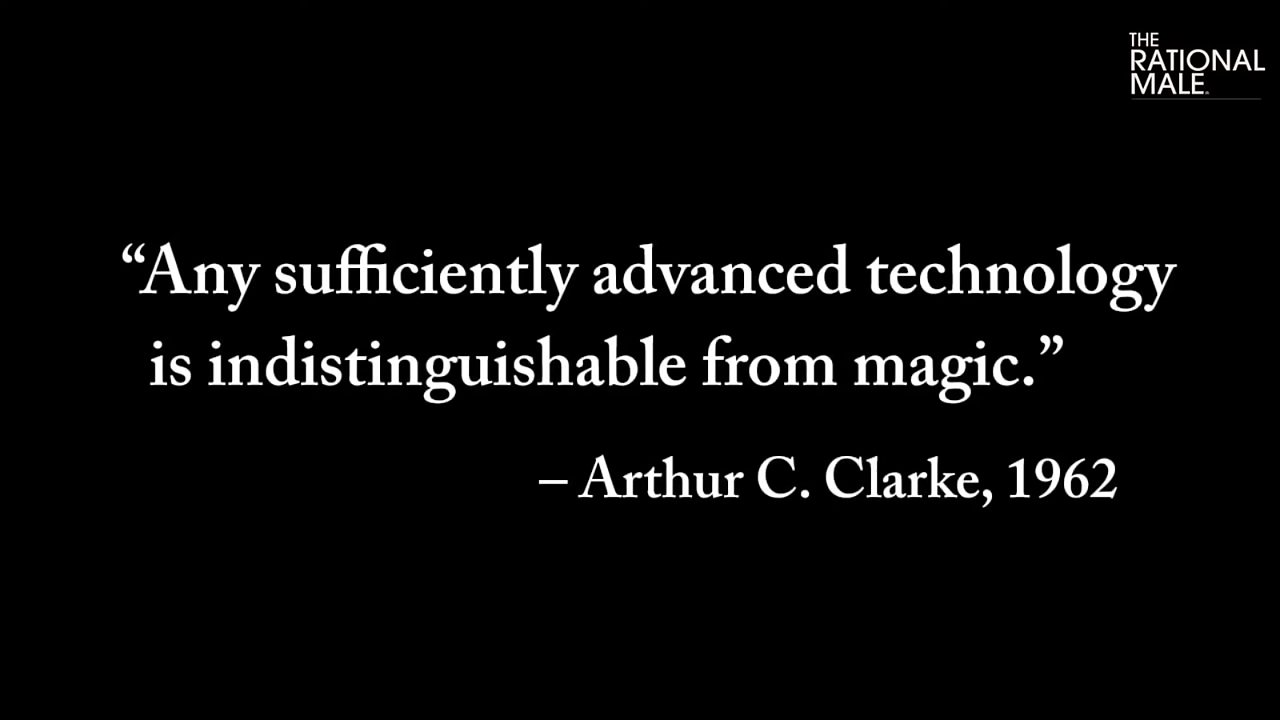 THE
RATIONAL
MALE
“Any sufficiently advanced technology
is indistinguishable from magic.”
– Arthur C. Clarke, 1962